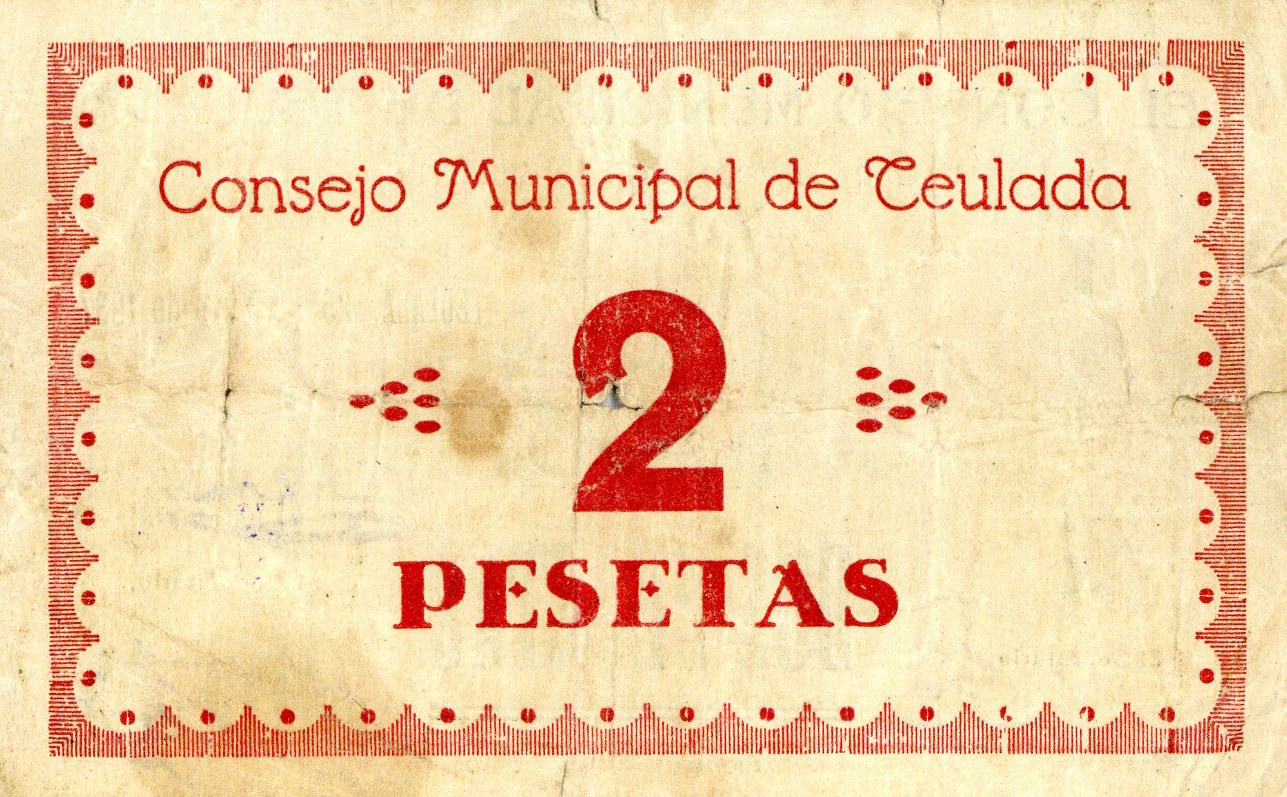 Consejo Municipal de Teulada
2
PESETAS